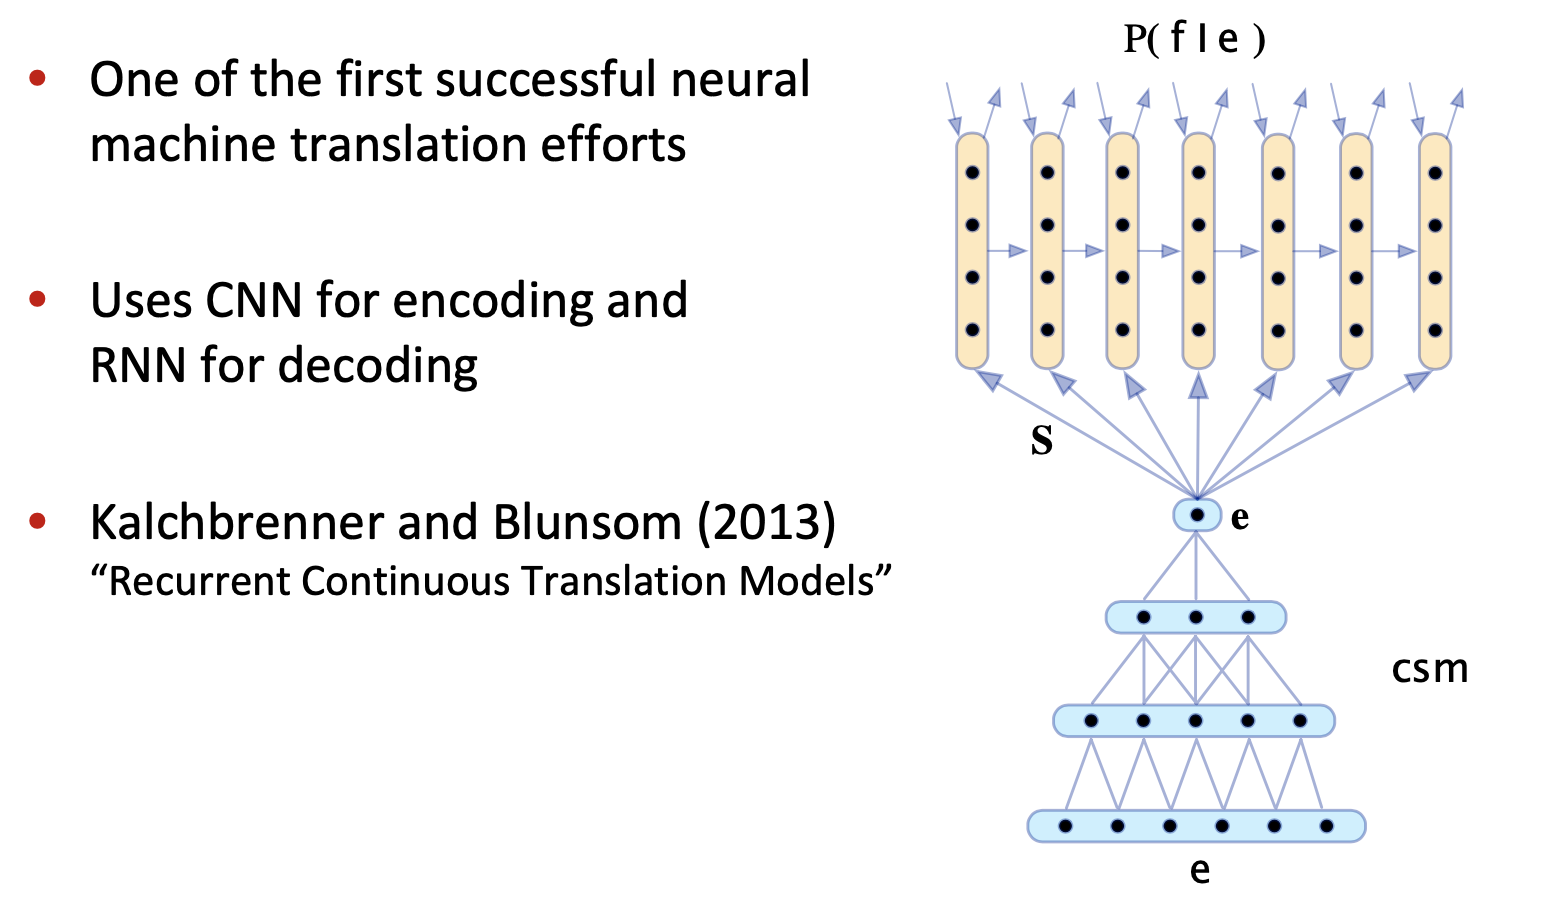 • One of the first successful neural
machine translation efforts
• Uses CNN for encoding and
RNN for decoding
• Kalchbrenner and Blunsom (2013)
“Recurrent Continuous Translation Models”
P( f I e )
S
e
csm
e